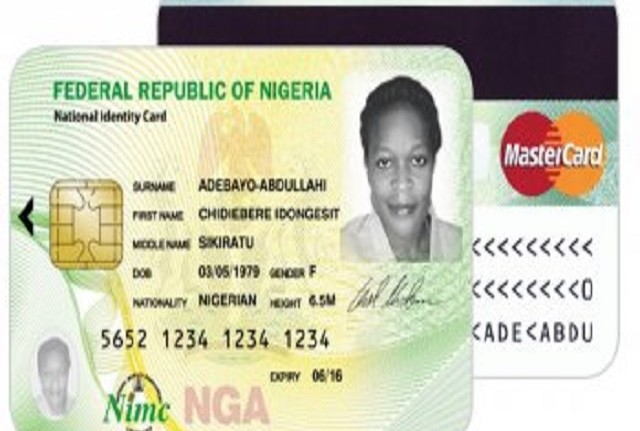 FEDERAL REPUBLIC OF NIGERIA
National Identity Card
SURNAME ADEBAYO-ABDULLAHI
FIRST NAME CHIDIEBERE IDONGESIT
MIDDLE NAME SIKIRATU
DOB 03/05/1979 GENDER F
NATIONALITY NIGERIAN HEIGHT 6.5M
5652 1234 1234 1234
EXPIRY 06/16
Nimc NGA
MasterCard
<<<<<<<<<
<<<<<<<<O
<ADE<ABDU